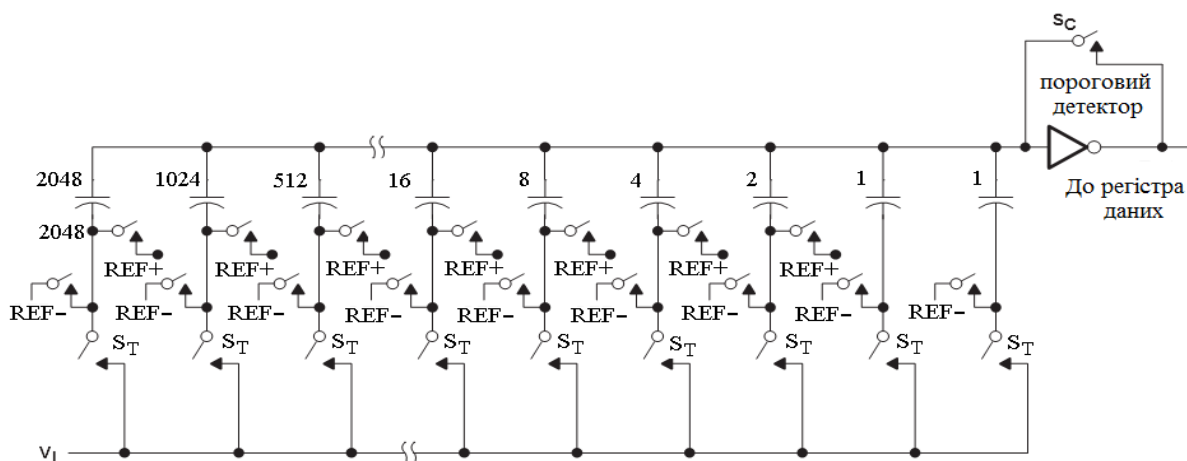 S_C
пороговий
детектор
2048 1024 512 16 8 4 2 1 1
До регістра
даних
2048
REF+ REF+ REF+ REF+ REF+ REF+ REF+
REF− REF− REF− REF− REF− REF− REF− REF− REF−
S_T S_T S_T S_T S_T S_T S_T S_T S_T
V_I